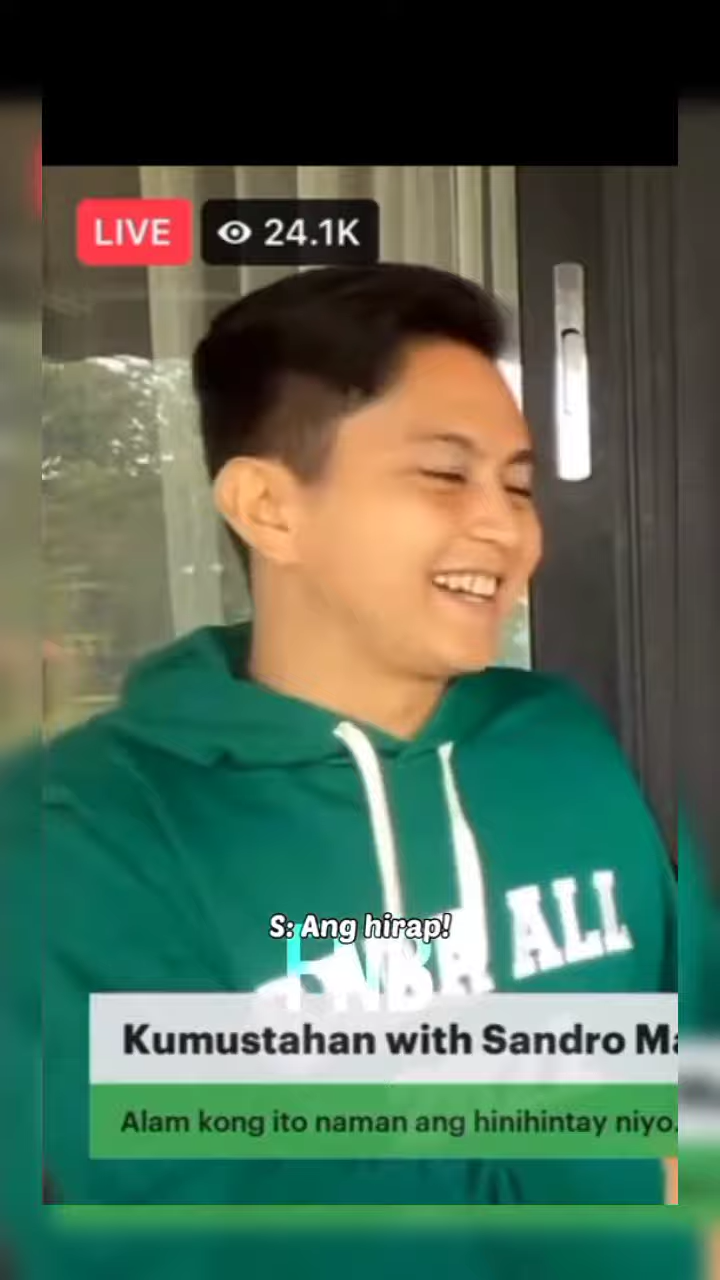 LIVE 24.1K
S: Ang hirap!
ALL
Kumustahan with Sandro Ma
Alam kong ito naman ang hinihintay niyo.